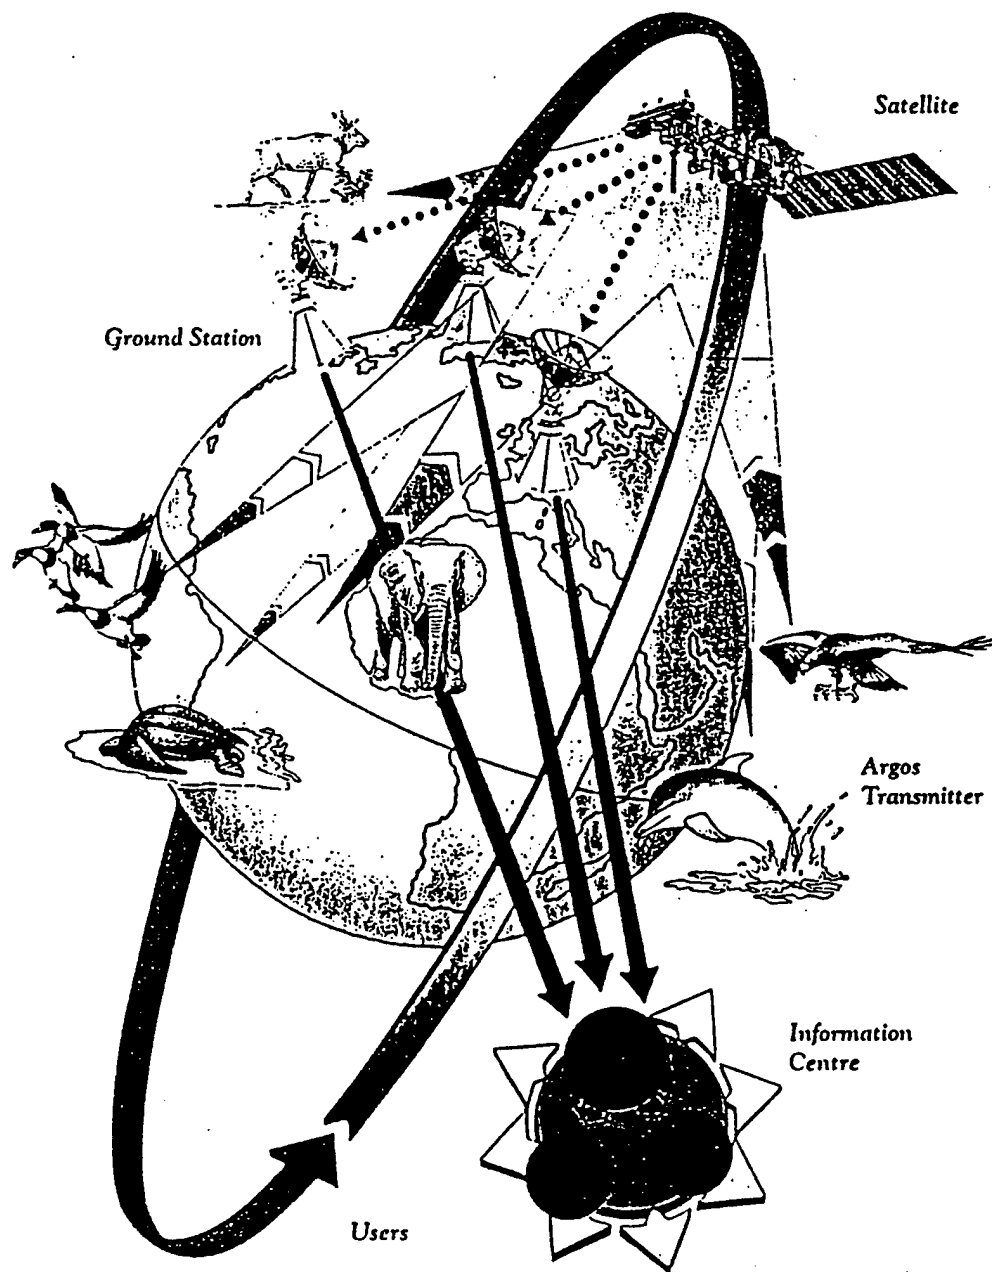 Satellite
Ground Station
Argos
Transmitter
Information
Centre
Users